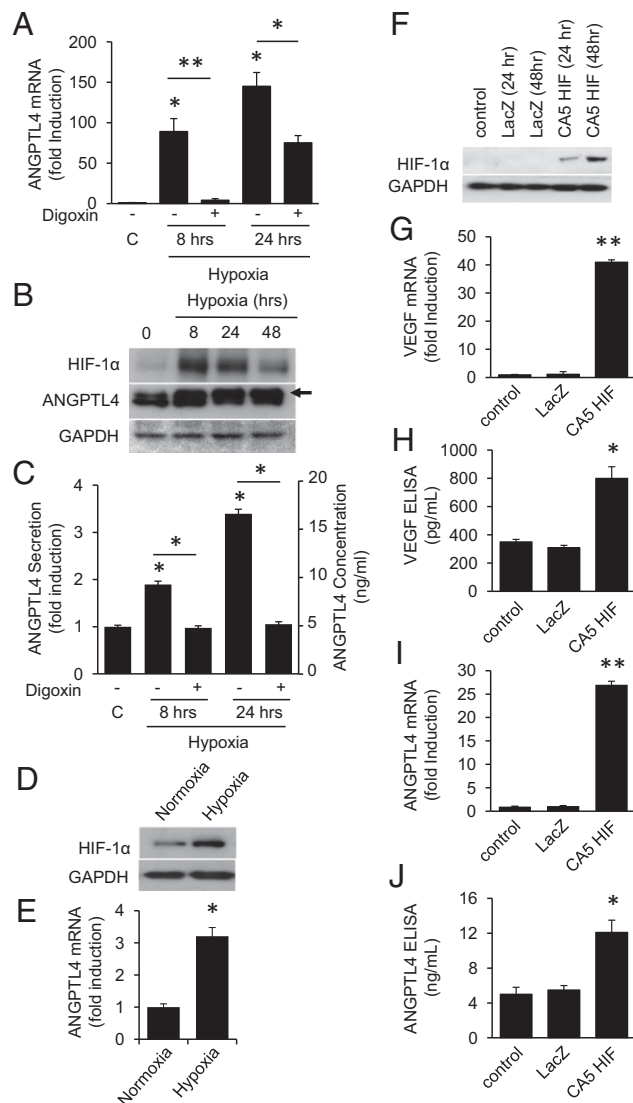 A
ANGPTL4 mRNA
(fold Induction)
200
150
100
50
0
*
**
*
*
Digoxin
- - + - +
C 8 hrs 24 hrs
Hypoxia
B
Hypoxia (hrs)
0 8 24 48
HIF-1α
ANGPTL4
GAPDH
C
ANGPTL4 Secretion
(fold induction)
4
3
2
1
0
*
*
*
*
20
15
10
5
0
ANGPTL4 Concentration
(ng/ml)
Digoxin
- - + - +
C 8 hrs 24 hrs
Hypoxia
D
Normoxia
Hypoxia
HIF-1α
GAPDH
E
ANGPTL4 mRNA
(fold induction)
4
3
2
1
0
*
Normoxia
Hypoxia
F
control
LacZ (24 hr)
LacZ (48hr)
CA5 HIF (24 hr)
CA5 HIF (48hr)
HIF-1α
GAPDH
G
VEGF mRNA
(fold Induction)
50
40
30
20
10
0
**
control
LacZ
CA5 HIF
H
VEGF ELISA
(pg/mL)
1000
800
600
400
200
0
*
control
LacZ
CA5 HIF
I
ANGPTL4 mRNA
(fold Induction)
30
25
20
15
10
5
0
**
control
LacZ
CA5 HIF
J
ANGPTL4 ELISA
(ng/mL)
16
12
8
4
0
*
control
LacZ
CA5 HIF